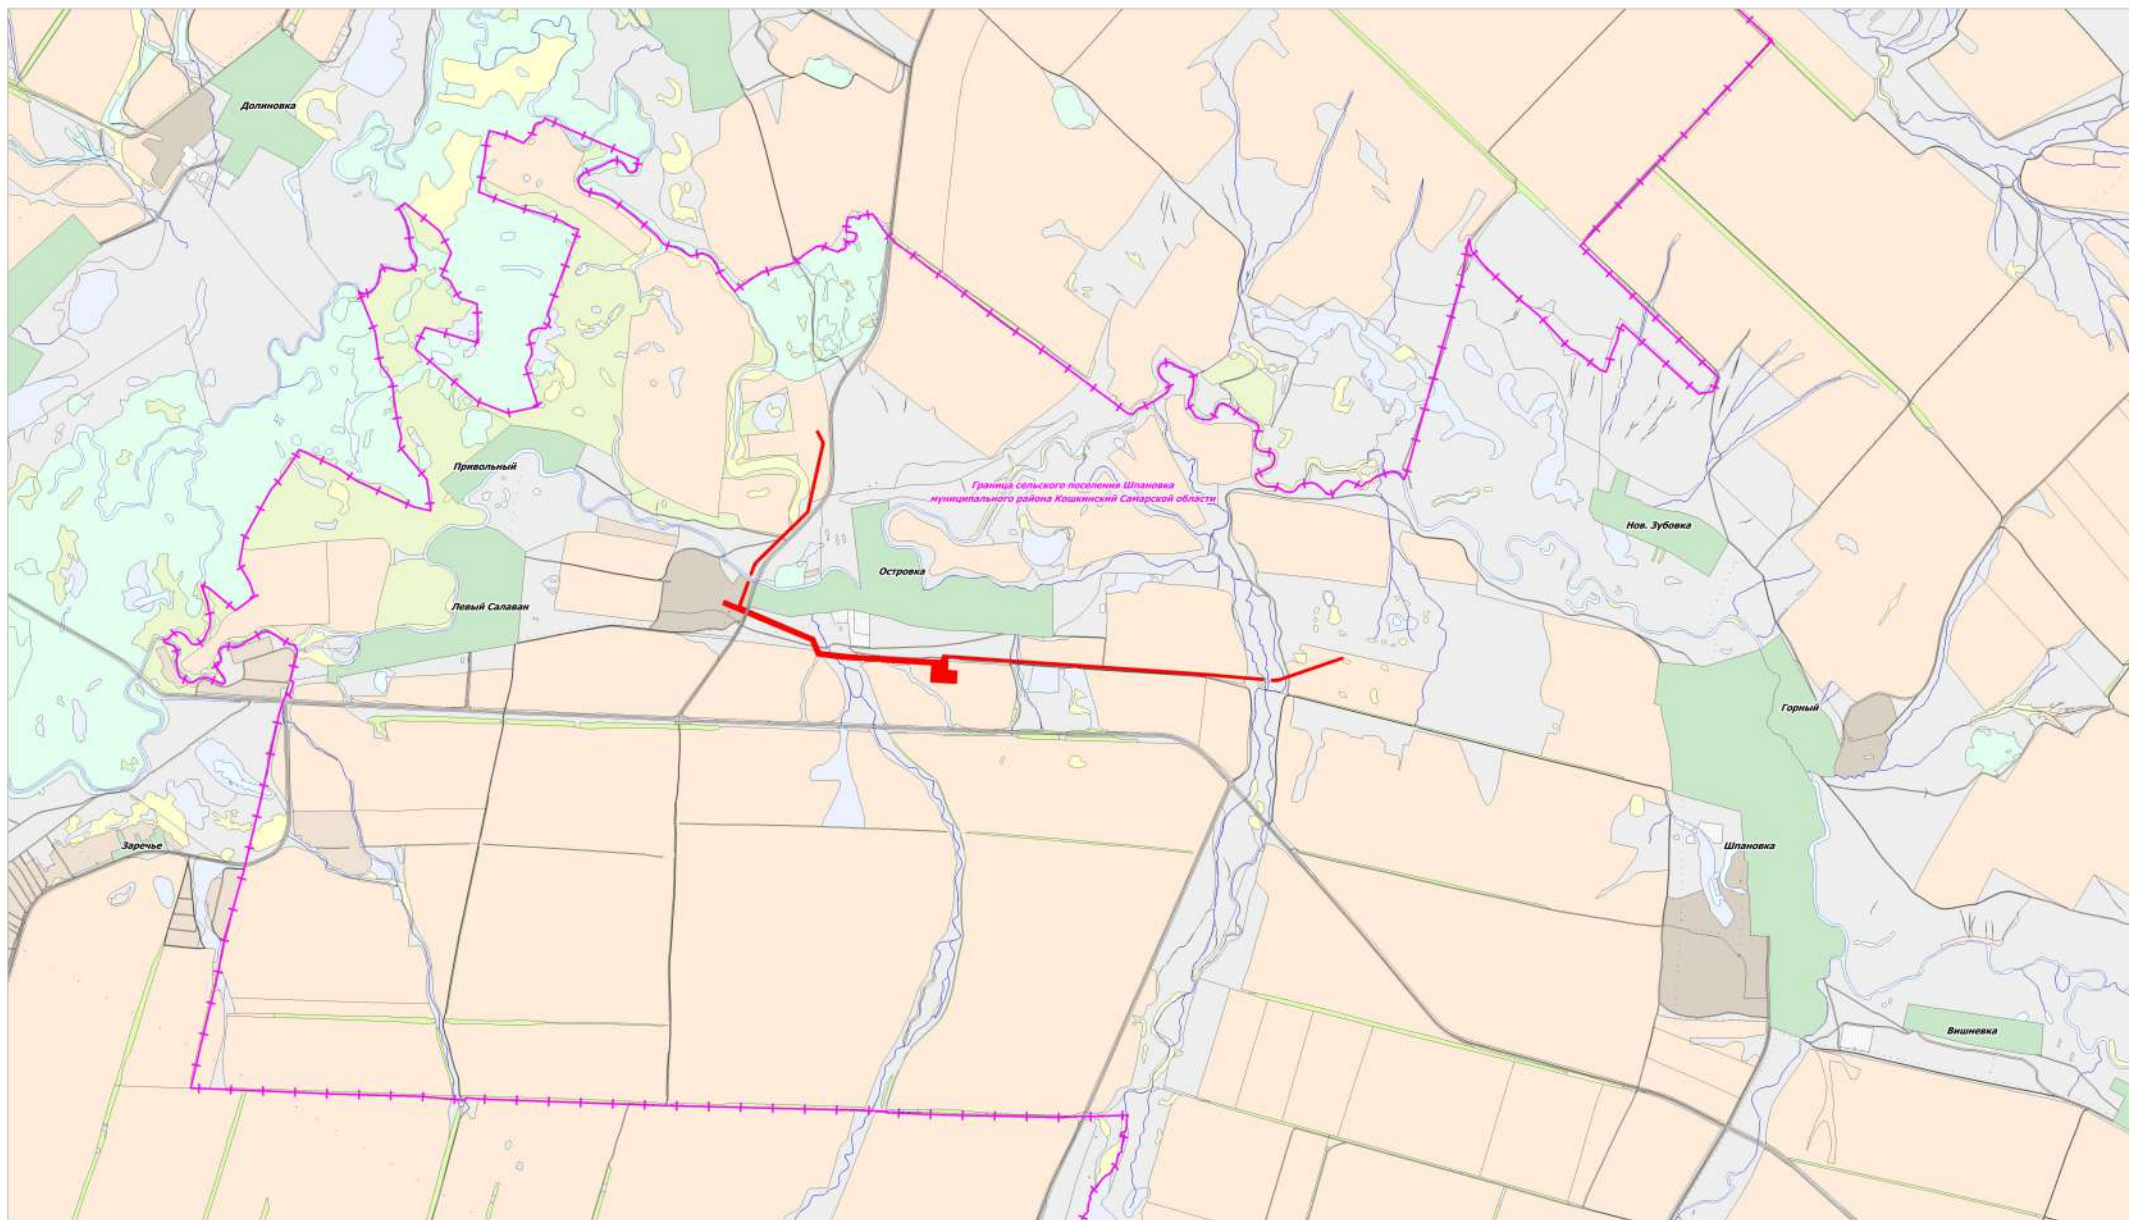 Долиновка
Привольный
Граница сельского поселения Шпановка
муниципального района Кошкинский Самарской области
Нов. Зубовка
Островка
Левый Салаван
Горный
Заречье
Шпановка
Вишневка